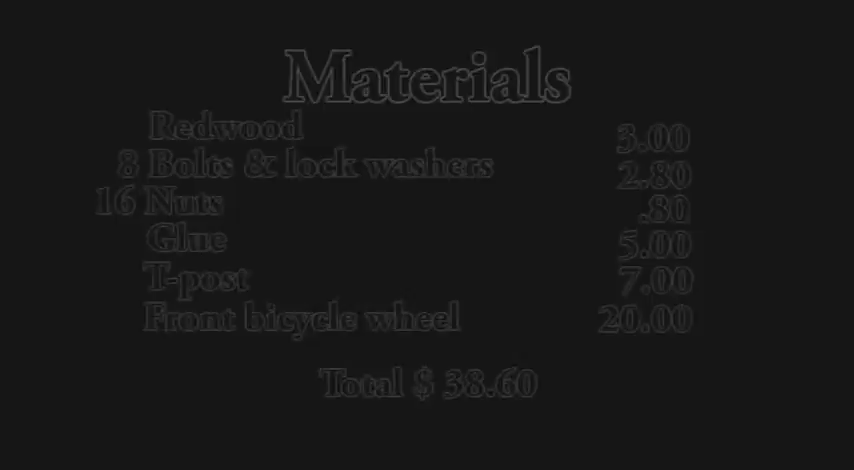 Materials
Redwood 3.00
8 Bolts & lock washers 2.80
16 Nuts .80
Glue 5.00
T-post 7.00
Front bicycle wheel 20.00
Total $ 38.60